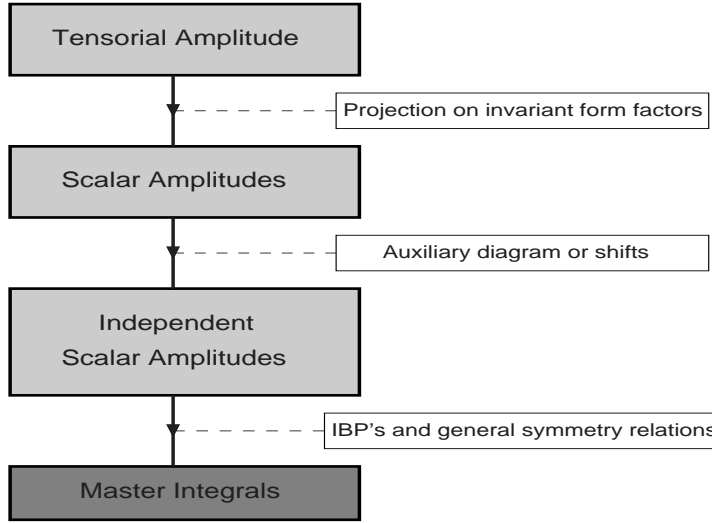 Tensorial Amplitude
Projection on invariant form factors
Scalar Amplitudes
Auxiliary diagram or shifts
Independent
Scalar Amplitudes
IBP's and general symmetry relations
Master Integrals